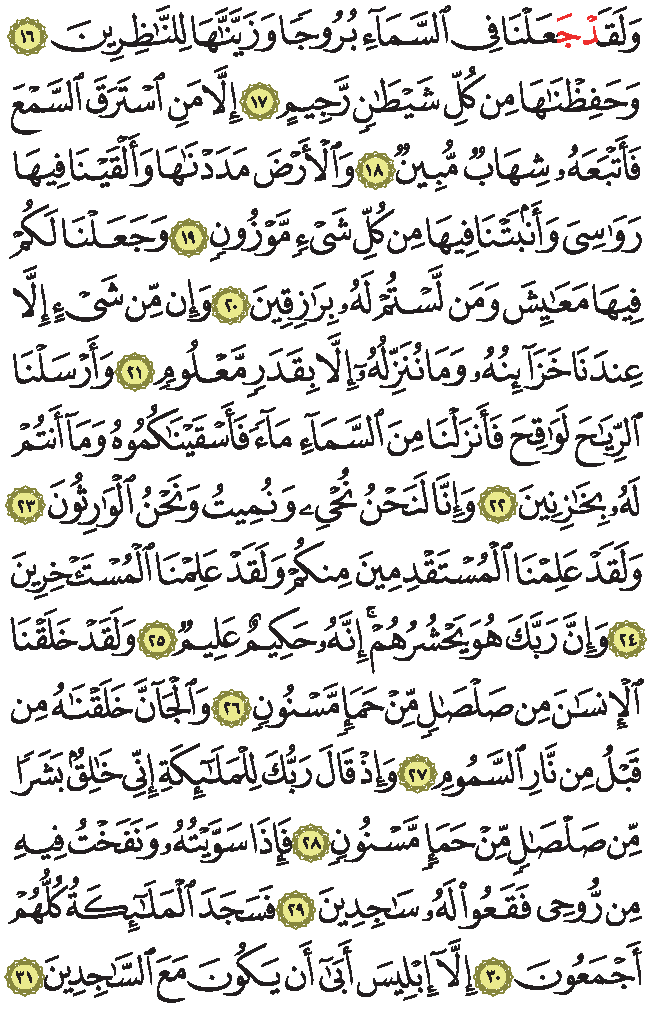 وَلَقَدْ جَعَلْنَا فِى ٱلسَّمَآءِ بُرُوجًا وَزَيَّنَّٰهَا لِلنَّٰظِرِينَ ١٦
وَحَفِظْنَٰهَا مِن كُلِّ شَيْطَٰنٍ رَّجِيمٍ ١٧ إِلَّا مَنِ ٱسْتَرَقَ ٱلسَّمْعَ
فَأَتْبَعَهُۥ شِهَابٌ مُّبِينٌ ١٨ وَٱلْأَرْضَ مَدَدْنَٰهَا وَأَلْقَيْنَا فِيهَا
رَوَٰسِىَ وَأَنۢبَتْنَا فِيهَا مِن كُلِّ شَىْءٍ مَّوْزُونٍ ١٩ وَجَعَلْنَا لَكُمْ
فِيهَا مَعَٰيِشَ وَمَن لَّسْتُمْ لَهُۥ بِرَٰزِقِينَ ٢٠ وَإِن مِّن شَىْءٍ إِلَّا
عِندَنَا خَزَآئِنُهُۥ وَمَا نُنَزِّلُهُۥٓ إِلَّا بِقَدَرٍ مَّعْلُومٍ ٢١ وَأَرْسَلْنَا
ٱلرِّيَٰحَ لَوَٰقِحَ فَأَنزَلْنَا مِنَ ٱلسَّمَآءِ مَآءً فَأَسْقَيْنَٰكُمُوهُ وَمَآ أَنتُمْ
لَهُۥ بِخَٰزِنِينَ ٢٢ وَإِنَّا لَنَحْنُ نُحْىِۦ وَنُمِيتُ وَنَحْنُ ٱلْوَٰرِثُونَ ٢٣
وَلَقَدْ عَلِمْنَا ٱلْمُسْتَقْدِمِينَ مِنكُمْ وَلَقَدْ عَلِمْنَا ٱلْمُسْتَـْٔخِرِينَ
٢٤ وَإِنَّ رَبَّكَ هُوَ يَحْشُرُهُمْ ۚ إِنَّهُۥ حَكِيمٌ عَلِيمٌ ٢٥ وَلَقَدْ خَلَقْنَا
ٱلْإِنسَٰنَ مِن صَلْصَٰلٍ مِّنْ حَمَإٍ مَّسْنُونٍ ٢٦ وَٱلْجَآنَّ خَلَقْنَٰهُ مِن
قَبْلُ مِن نَّارِ ٱلسَّمُومِ ٢٧ وَإِذْ قَالَ رَبُّكَ لِلْمَلَٰٓئِكَةِ إِنِّى خَٰلِقٌۢ بَشَرًا
مِّن صَلْصَٰلٍ مِّنْ حَمَإٍ مَّسْنُونٍ ٢٨ فَإِذَا سَوَّيْتُهُۥ وَنَفَخْتُ فِيهِ
مِن رُّوحِى فَقَعُوا۟ لَهُۥ سَٰجِدِينَ ٢٩ فَسَجَدَ ٱلْمَلَٰٓئِكَةُ كُلُّهُمْ
أَجْمَعُونَ ٣٠ إِلَّآ إِبْلِيسَ أَبَىٰٓ أَن يَكُونَ مَعَ ٱلسَّٰجِدِينَ ٣١